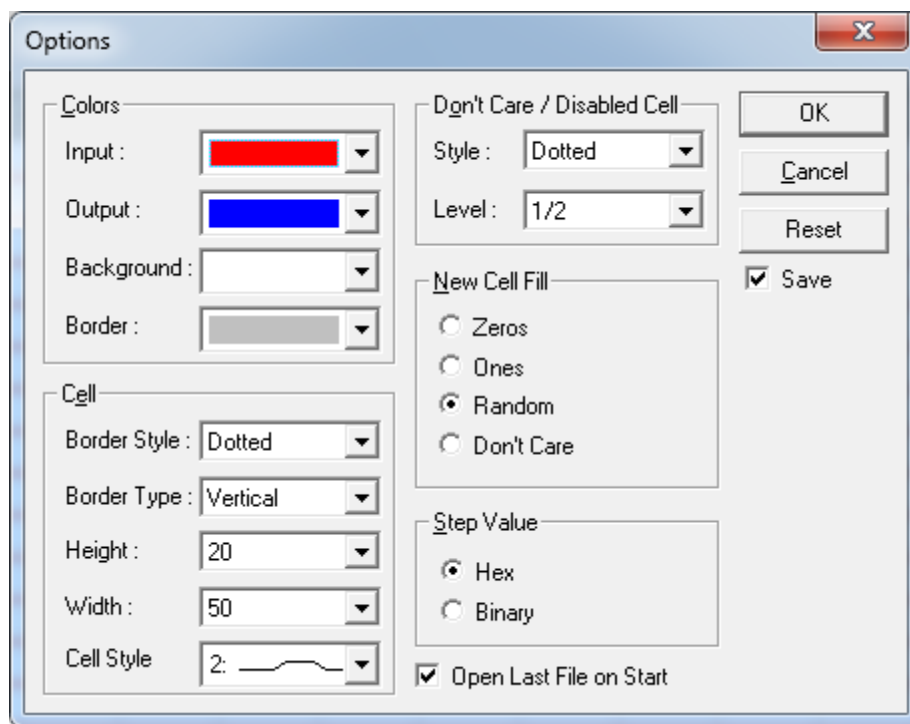 Options
Colors
Input :
Output :
Background :
Border :
Cell
Border Style : Dotted
Border Type : Vertical
Height : 20
Width : 50
Cell Style 2:
Don't Care / Disabled Cell
Style : Dotted
Level : 1/2
New Cell Fill
Zeros
Ones
Random
Don't Care
Step Value
Hex
Binary
Open Last File on Start
OK
Cancel
Reset
Save